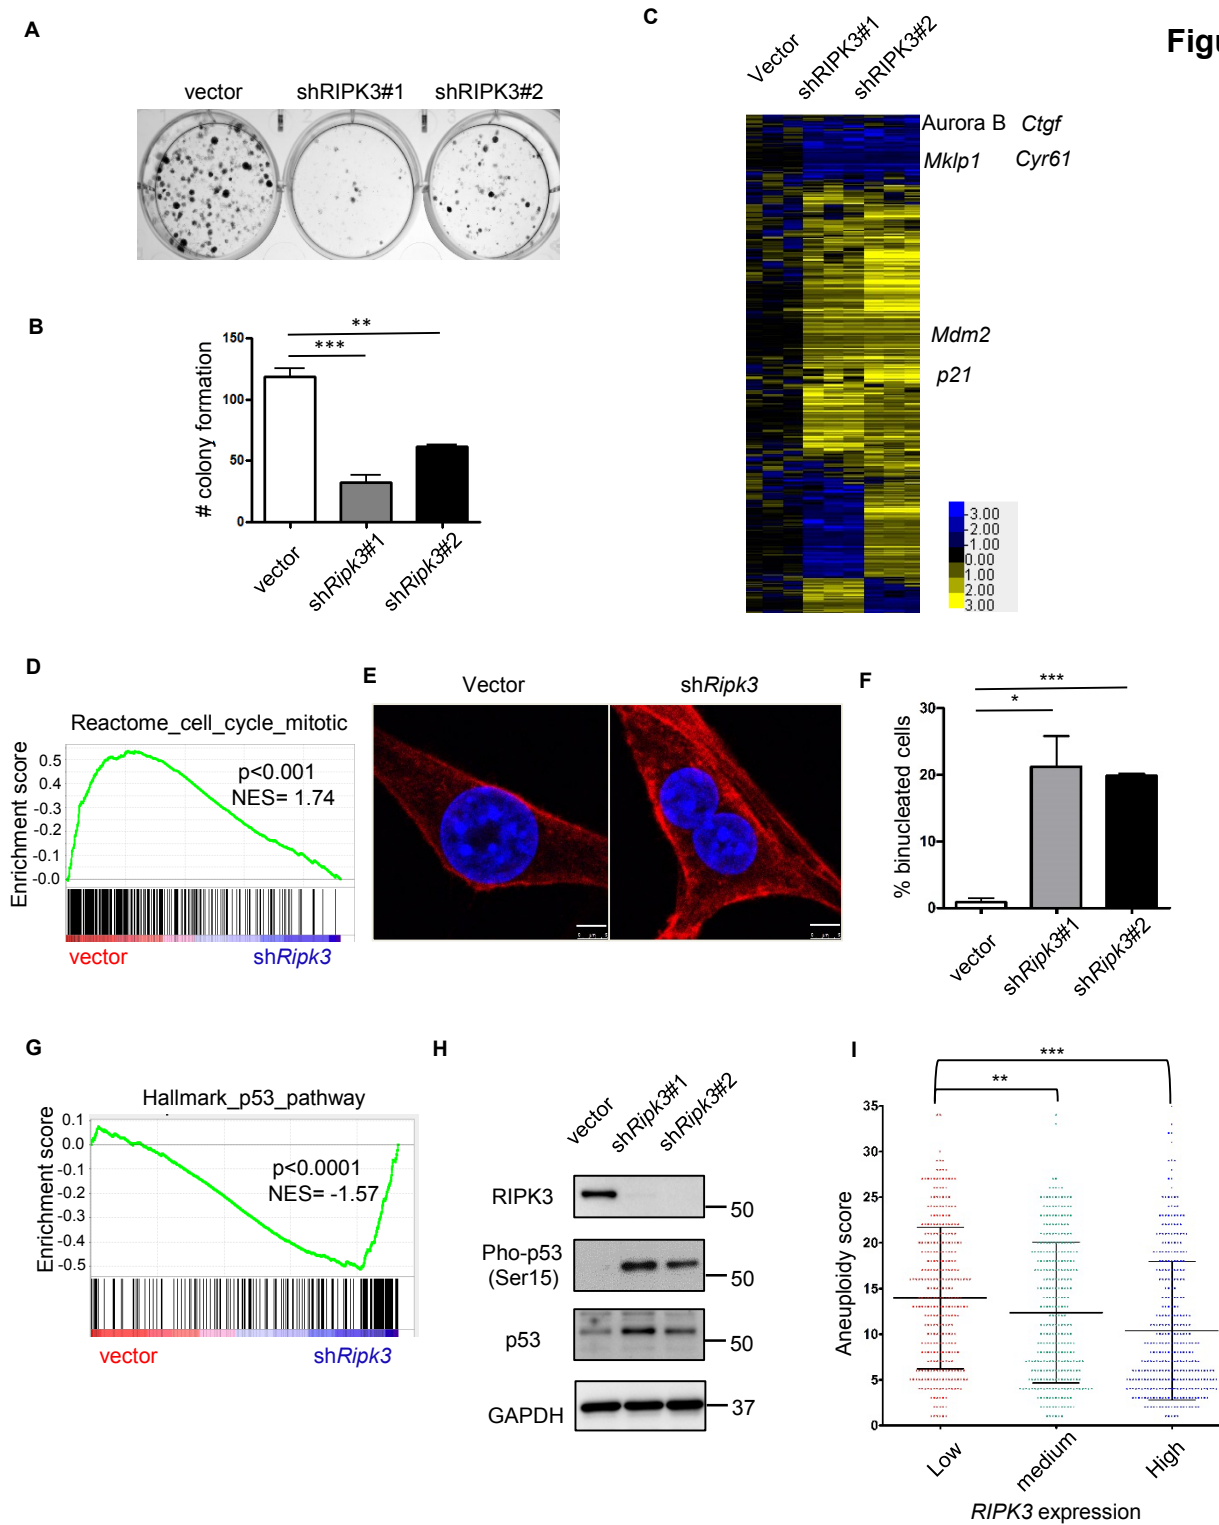 A
vector shRIPK3#1 shRIPK3#2
B
# colony formation
150
100
50
0
** 
***
vector
shRipk3#1
shRipk3#2
C
Figu
Vector
shRIPK3#1
shRIPK3#2
Aurora B Ctgf
Mklp1 Cyr61
Mdm2
p21
-3.00
-2.00
-1.00
0.00
1.00
2.00
3.00
D
Reactome_cell_cycle_mitotic
Enrichment score
0.5
0.4
-0.3
-0.2
-0.1
-0.0
p<0.001
NES= 1.74
vector shRipk3
E
Vector shRipk3
F
% binucleated cells
30
20
10
0
***
*
vector
shRipk3#1
shRipk3#2
G
Hallmark_p53_pathway
Enrichment score
0.1
0.0
-0.1
-0.2
-0.3
-0.4
-0.5
p<0.0001
NES= -1.57
vector shRipk3
H
vector
shRipk3#1
shRipk3#2
RIPK3
50
Pho-p53
(Ser15)
50
p53
50
GAPDH
37
I
***
**
Aneuploidy score
35
30
25
20
15
10
5
0
Low
medium
High
RIPK3 expression